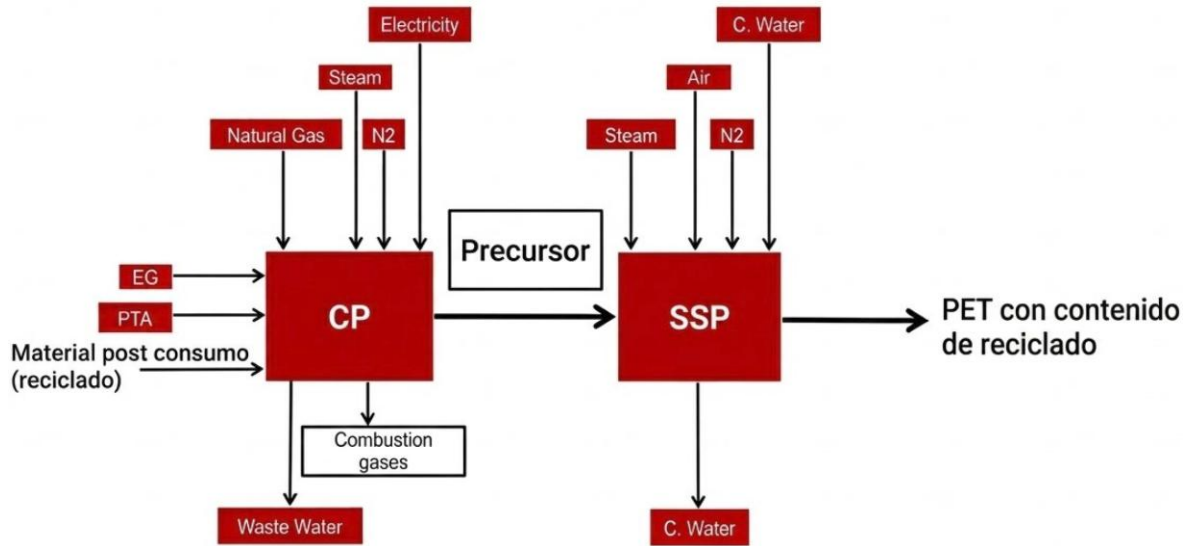 Electricity
C. Water
Steam
Air
Natural Gas
N2
Steam
N2
Precursor
EG
CP
SSP
PTA
PET con contenido
de reciclado
Material post consumo
(reciclado)
Combustion
gases
Waste Water
C. Water